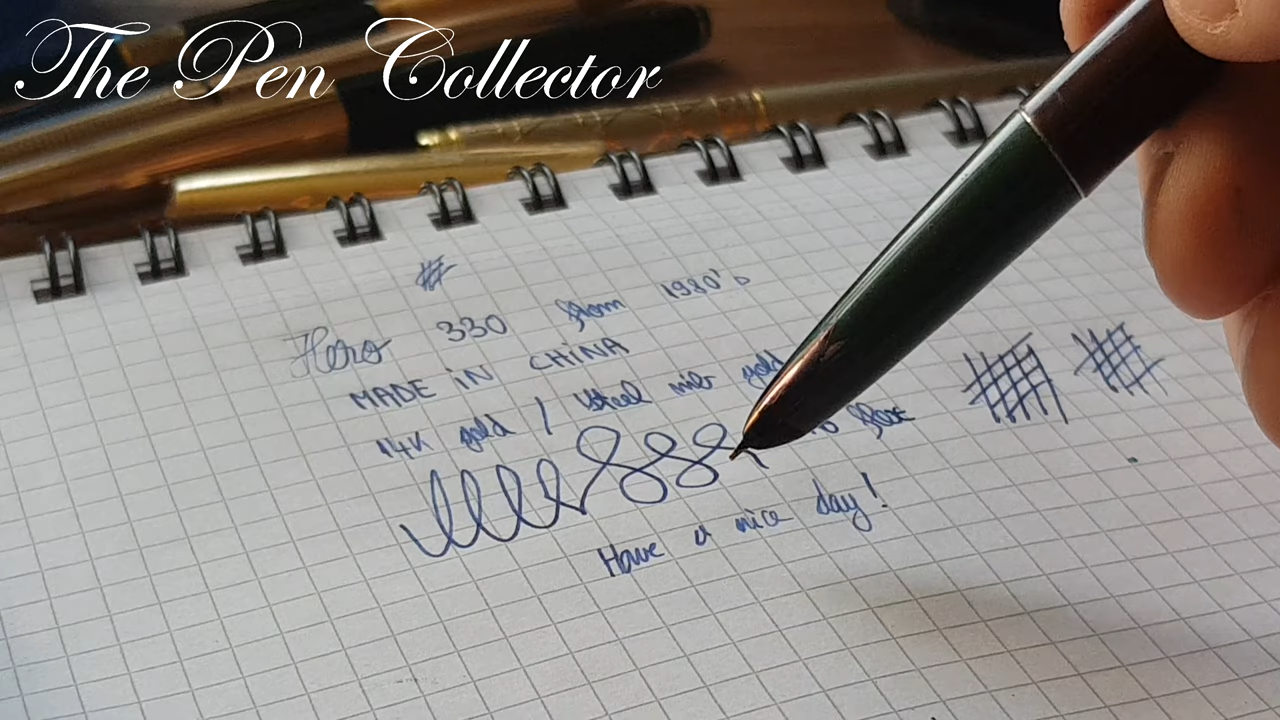 The Pen Collector
Hero 330 from 1980's
MADE IN CHINA
14K gold / steel nib gold
Have a nice day!